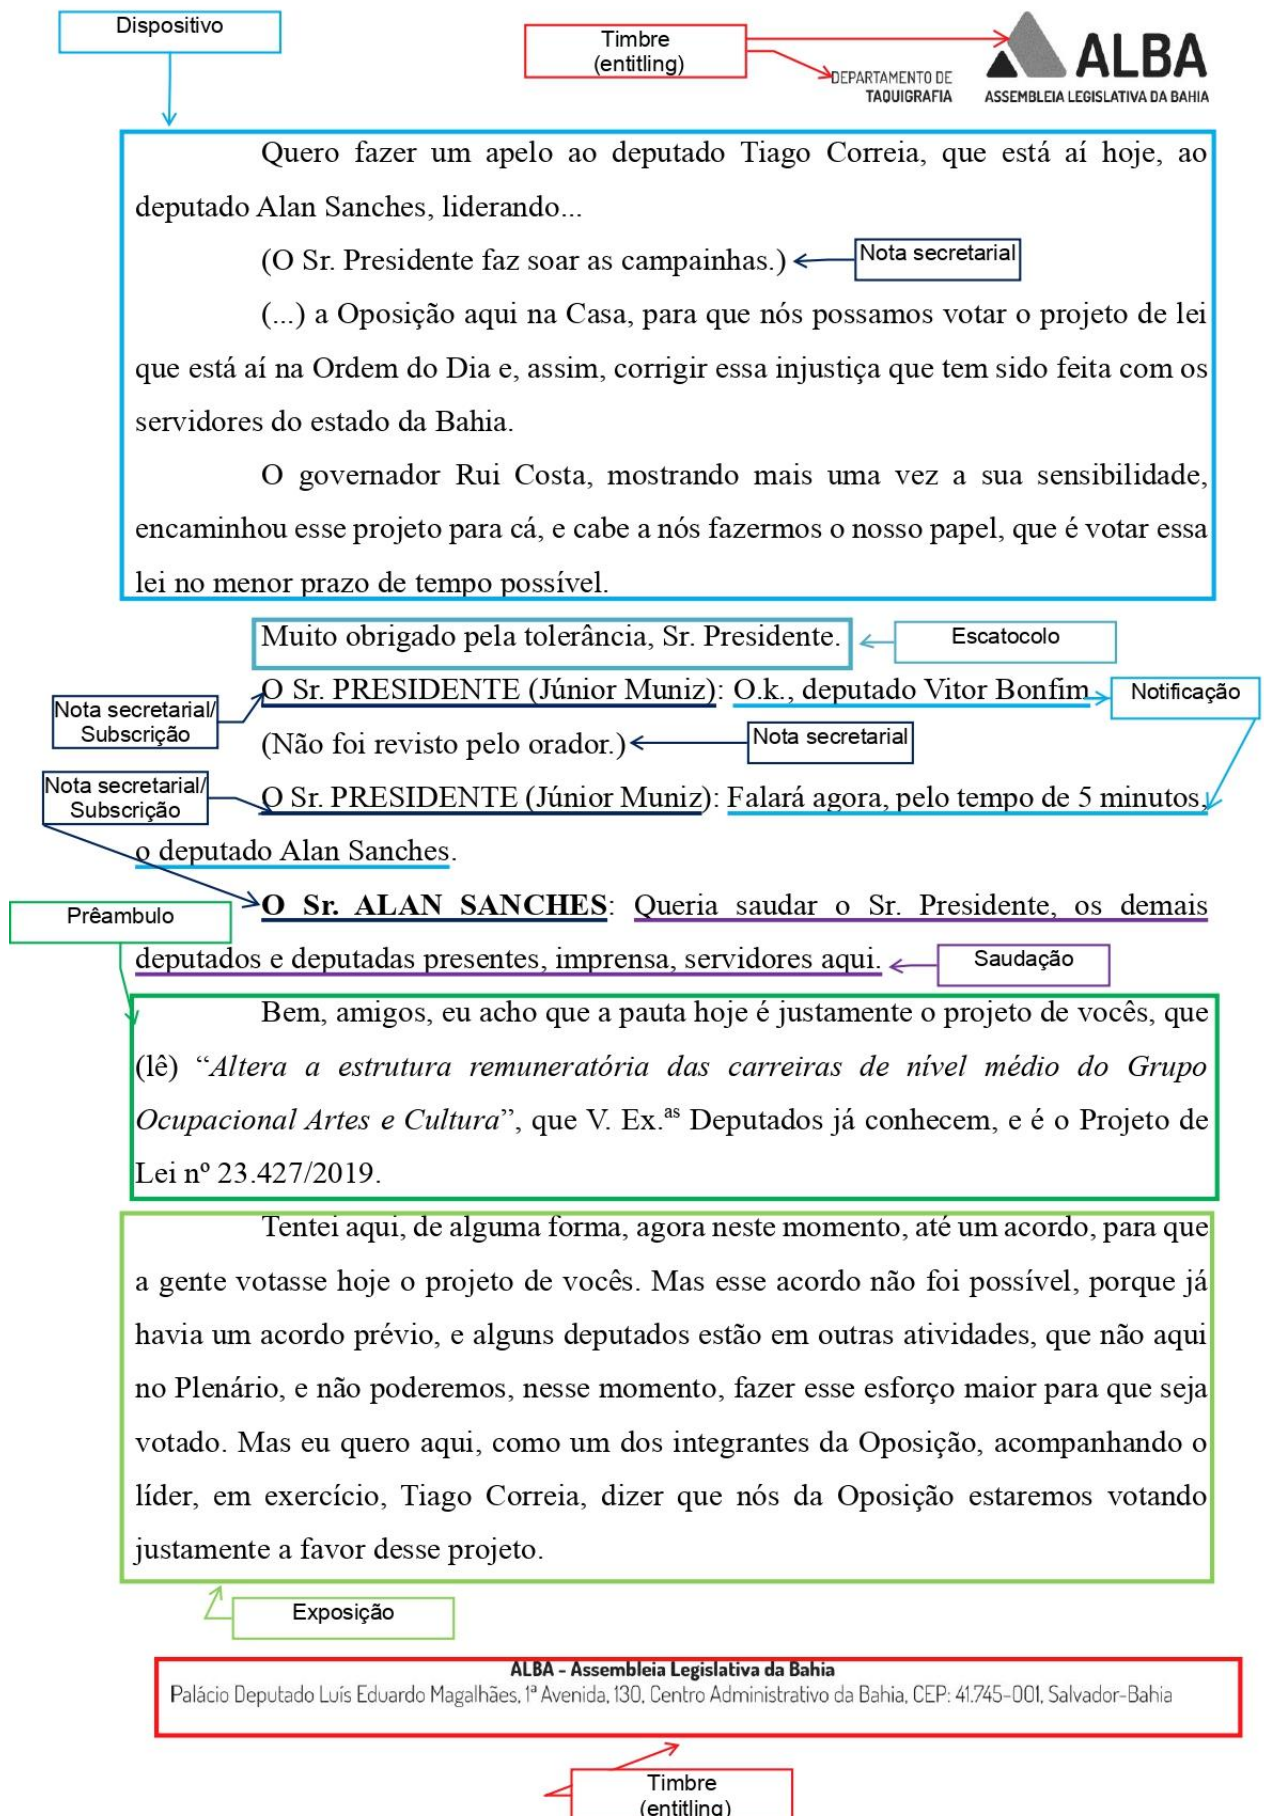 Dispositivo
Timbre
(entitling)
ALBA
DEPARTAMENTO DE
TAQUIGRAFIA
ASSEMBLEIA LEGISLATIVA DA BAHIA
Quero fazer um apelo ao deputado Tiago Correia, que está aí hoje, ao
deputado Alan Sanches, liderando...
(O Sr. Presidente faz soar as campainhas.)
Nota secretarial
(...) a Oposição aqui na Casa, para que nós possamos votar o projeto de lei
que está aí na Ordem do Dia e, assim, corrigir essa injustiça que tem sido feita com os
servidores do estado da Bahia.
O governador Rui Costa, mostrando mais uma vez a sua sensibilidade,
encaminhou esse projeto para cá, e cabe a nós fazermos o nosso papel, que é votar essa
lei no menor prazo de tempo possível.
Muito obrigado pela tolerância, Sr. Presidente.
Escatocolo
O Sr. PRESIDENTE (Júnior Muniz): O.k., deputado Vitor Bonfim
Notificação
Nota secretarial/
Subscrição
(Não foi revisto pelo orador.)
Nota secretarial
Nota secretarial/
Subscrição
O Sr. PRESIDENTE (Júnior Muniz): Falará agora, pelo tempo de 5 minutos,
o deputado Alan Sanches.
O Sr. ALAN SANCHES: Queria saudar o Sr. Presidente, os demais
Prêambulo
deputados e deputadas presentes, imprensa, servidores aqui.
Saudação
Bem, amigos, eu acho que a pauta hoje é justamente o projeto de vocês, que
(lê) “Altera a estrutura remuneratória das carreiras de nível médio do Grupo
Ocupacional Artes e Cultura”, que V. Ex.as Deputados já conhecem, e é o Projeto de
Lei nº 23.427/2019.
Tentei aqui, de alguma forma, agora neste momento, até um acordo, para que
a gente votasse hoje o projeto de vocês. Mas esse acordo não foi possível, porque já
havia um acordo prévio, e alguns deputados estão em outras atividades, que não aqui
no Plenário, e não poderemos, nesse momento, fazer esse esforço maior para que seja
votado. Mas eu quero aqui, como um dos integrantes da Oposição, acompanhando o
líder, em exercício, Tiago Correia, dizer que nós da Oposição estaremos votando
justamente a favor desse projeto.
Exposição
ALBA - Assembleia Legislativa da Bahia
Palácio Deputado Luís Eduardo Magalhães, 1ª Avenida, 130, Centro Administrativo da Bahia, CEP: 41.745-001, Salvador-Bahia
Timbre
(entitling)